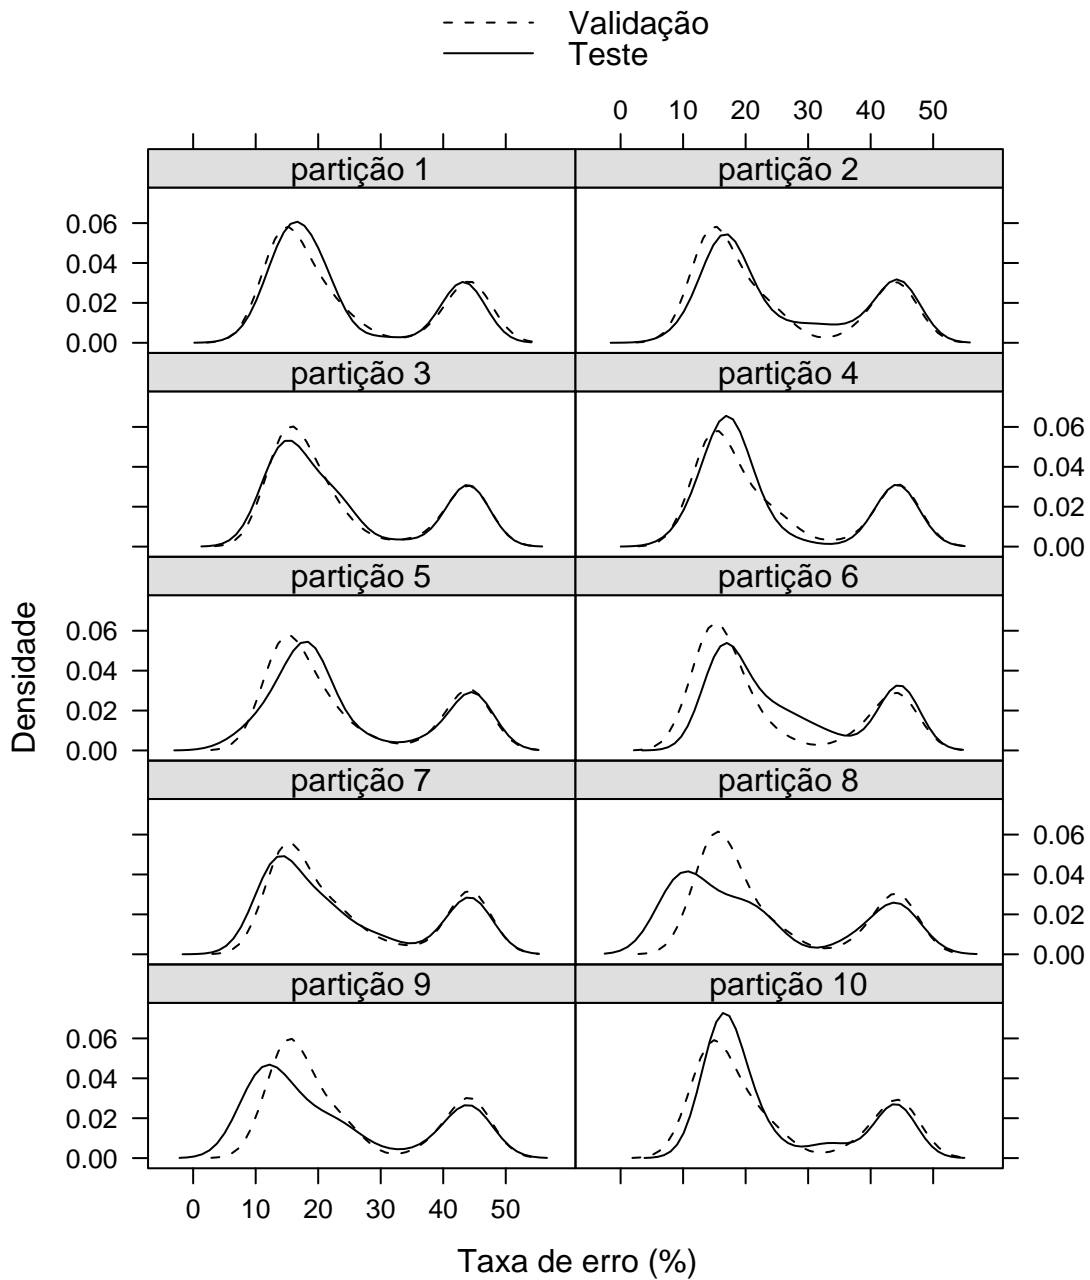 Validação
Teste
0 10 20 30 40 50
partição 1 partição 2
0.06
0.04
0.02
0.00
partição 3 partição 4
0.06
0.04
0.02
0.00
partição 5 partição 6
0.06
0.04
0.02
0.00
partição 7 partição 8
0.06
0.04
0.02
0.00
partição 9 partição 10
0.06
0.04
0.02
0.00
0 10 20 30 40 50
Densidade
Taxa de erro (%)